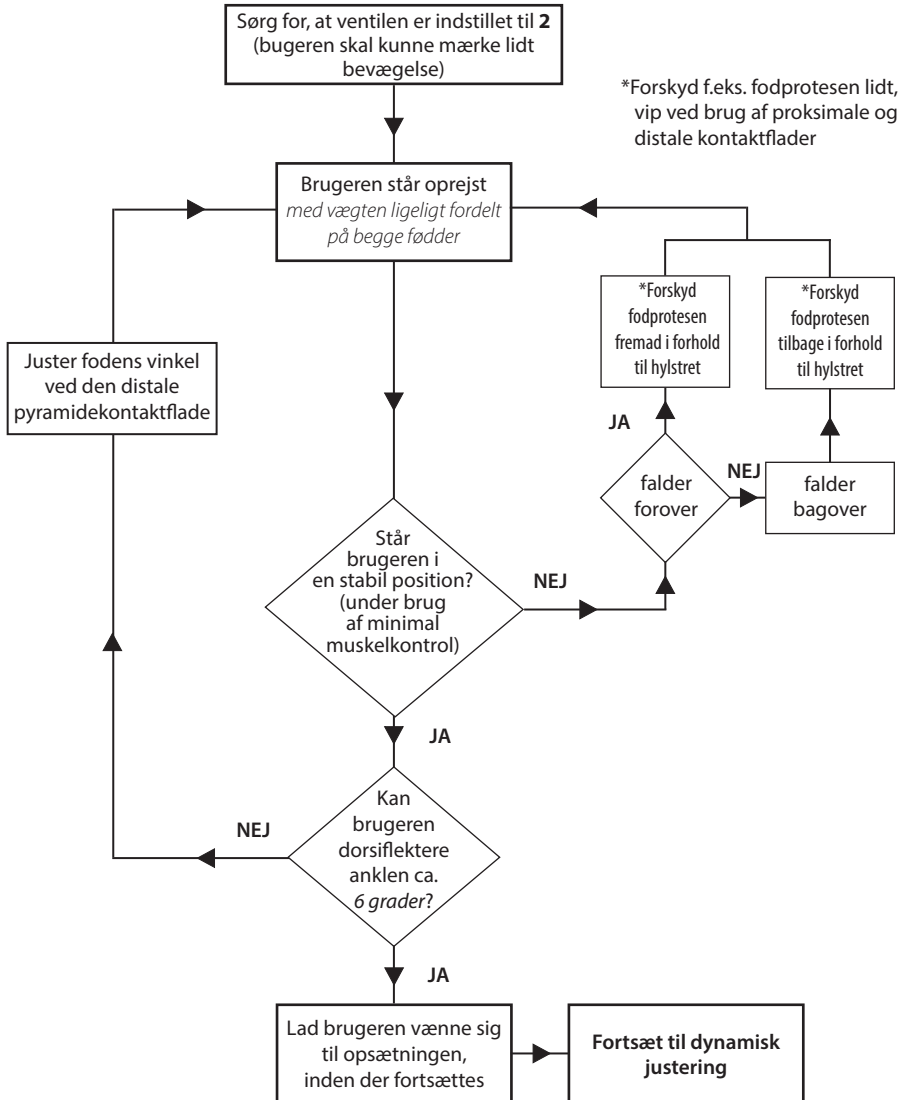 Sørg for, at ventilen er indstillet til 2
(bugeren skal kunne mærke lidt
bevægelse)
*Forskyd f.eks. fodprotesen lidt,
vip ved brug af proksimale og
distale kontaktflader
Brugeren står oprejst
med vægten ligeligt fordelt
på begge fødder
*Forskyd
fodprotesen
fremad i forhold
til hylstret
*Forskyd
fodprotesen
tilbage i forhold
til hylstret
Juster fodens vinkel
ved den distale
pyramidekontaktflade
JA
falder
forover
NEJ
falder
bagover
Står
brugeren i
en stabil position?
(under brug
af minimal
muskelkontrol)
NEJ
JA
Kan
brugeren
dorsiflektere
anklen ca.
6 grader?
NEJ
JA
Lad brugeren vænne sig
til opsætningen,
inden der fortsættes
Fortsæt til dynamisk
justering